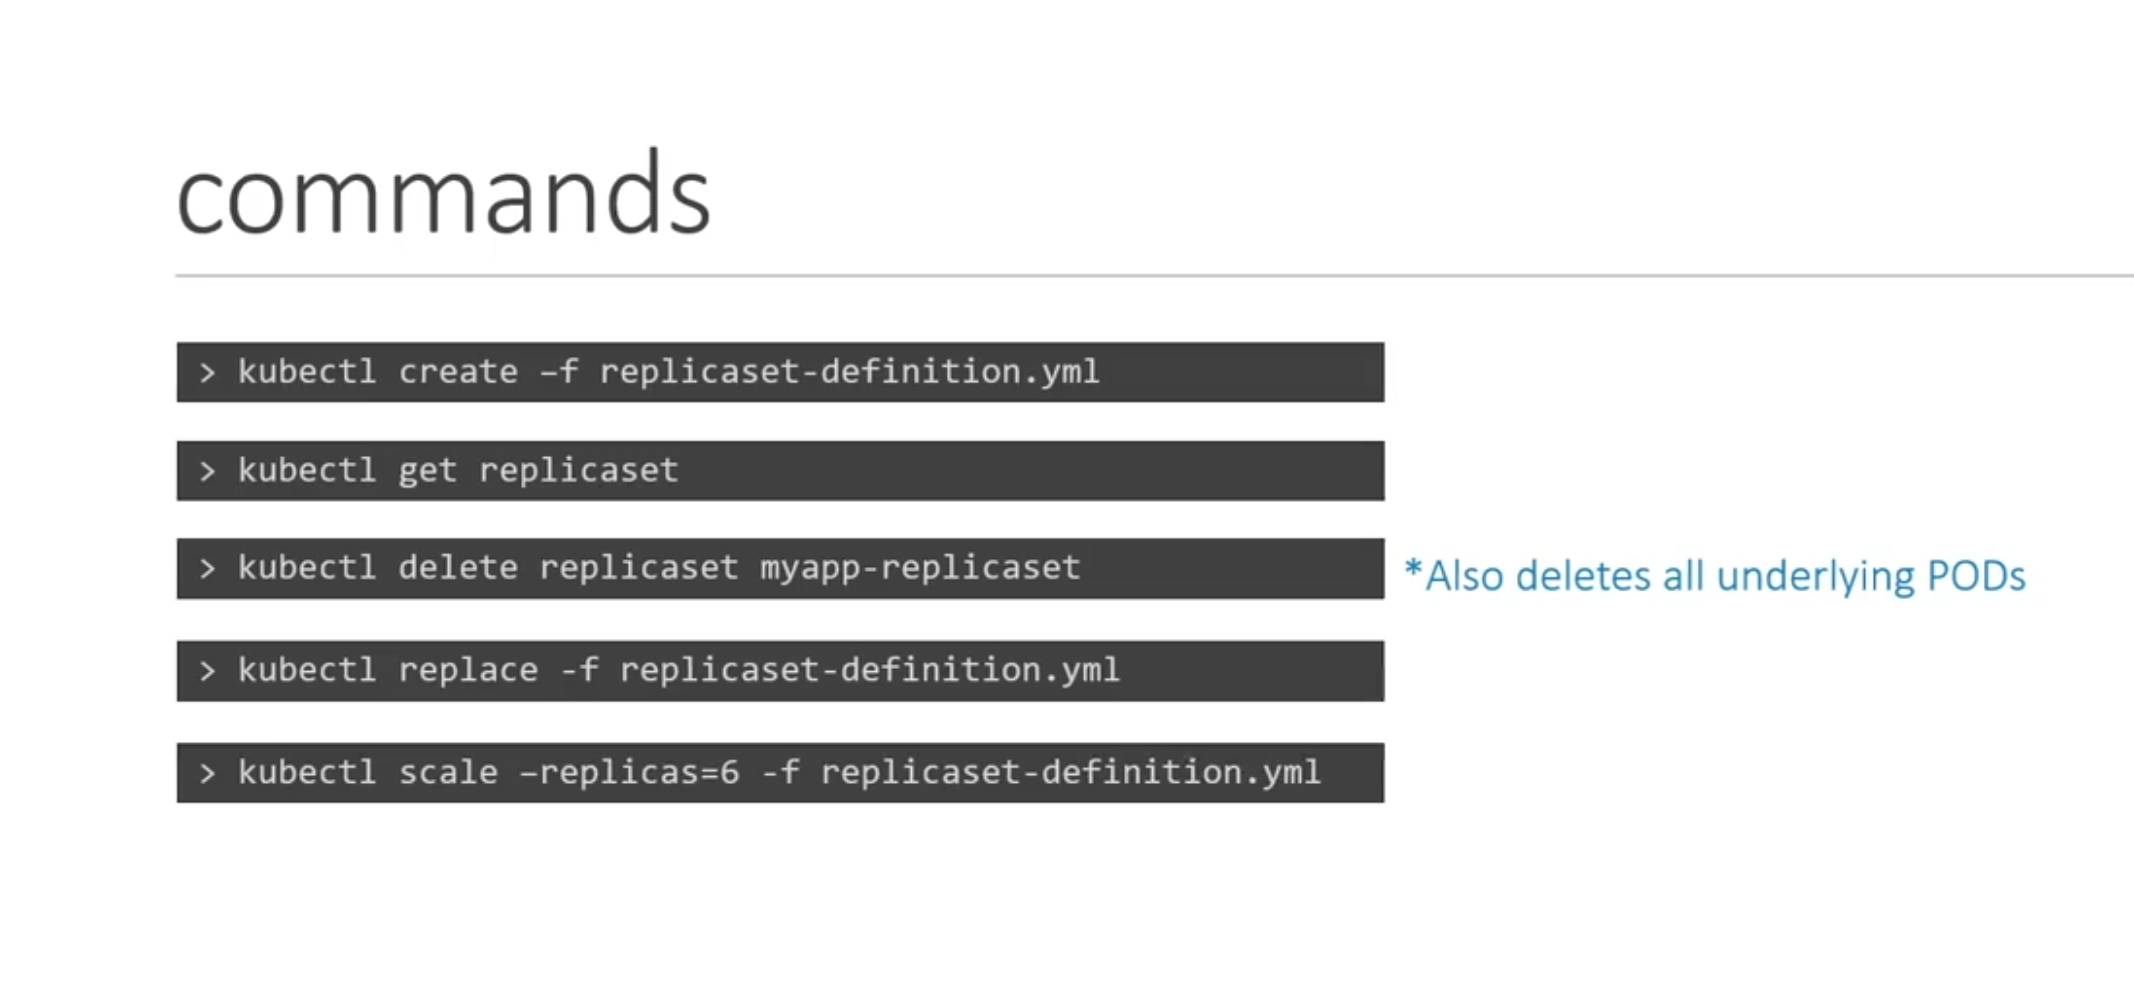 commands
> kubectl create –f replicaset-definition.yml
> kubectl get replicaset
> kubectl delete replicaset myapp-replicaset *Also deletes all underlying PODs
> kubectl replace -f replicaset-definition.yml
> kubectl scale –replicas=6 -f replicaset-definition.yml